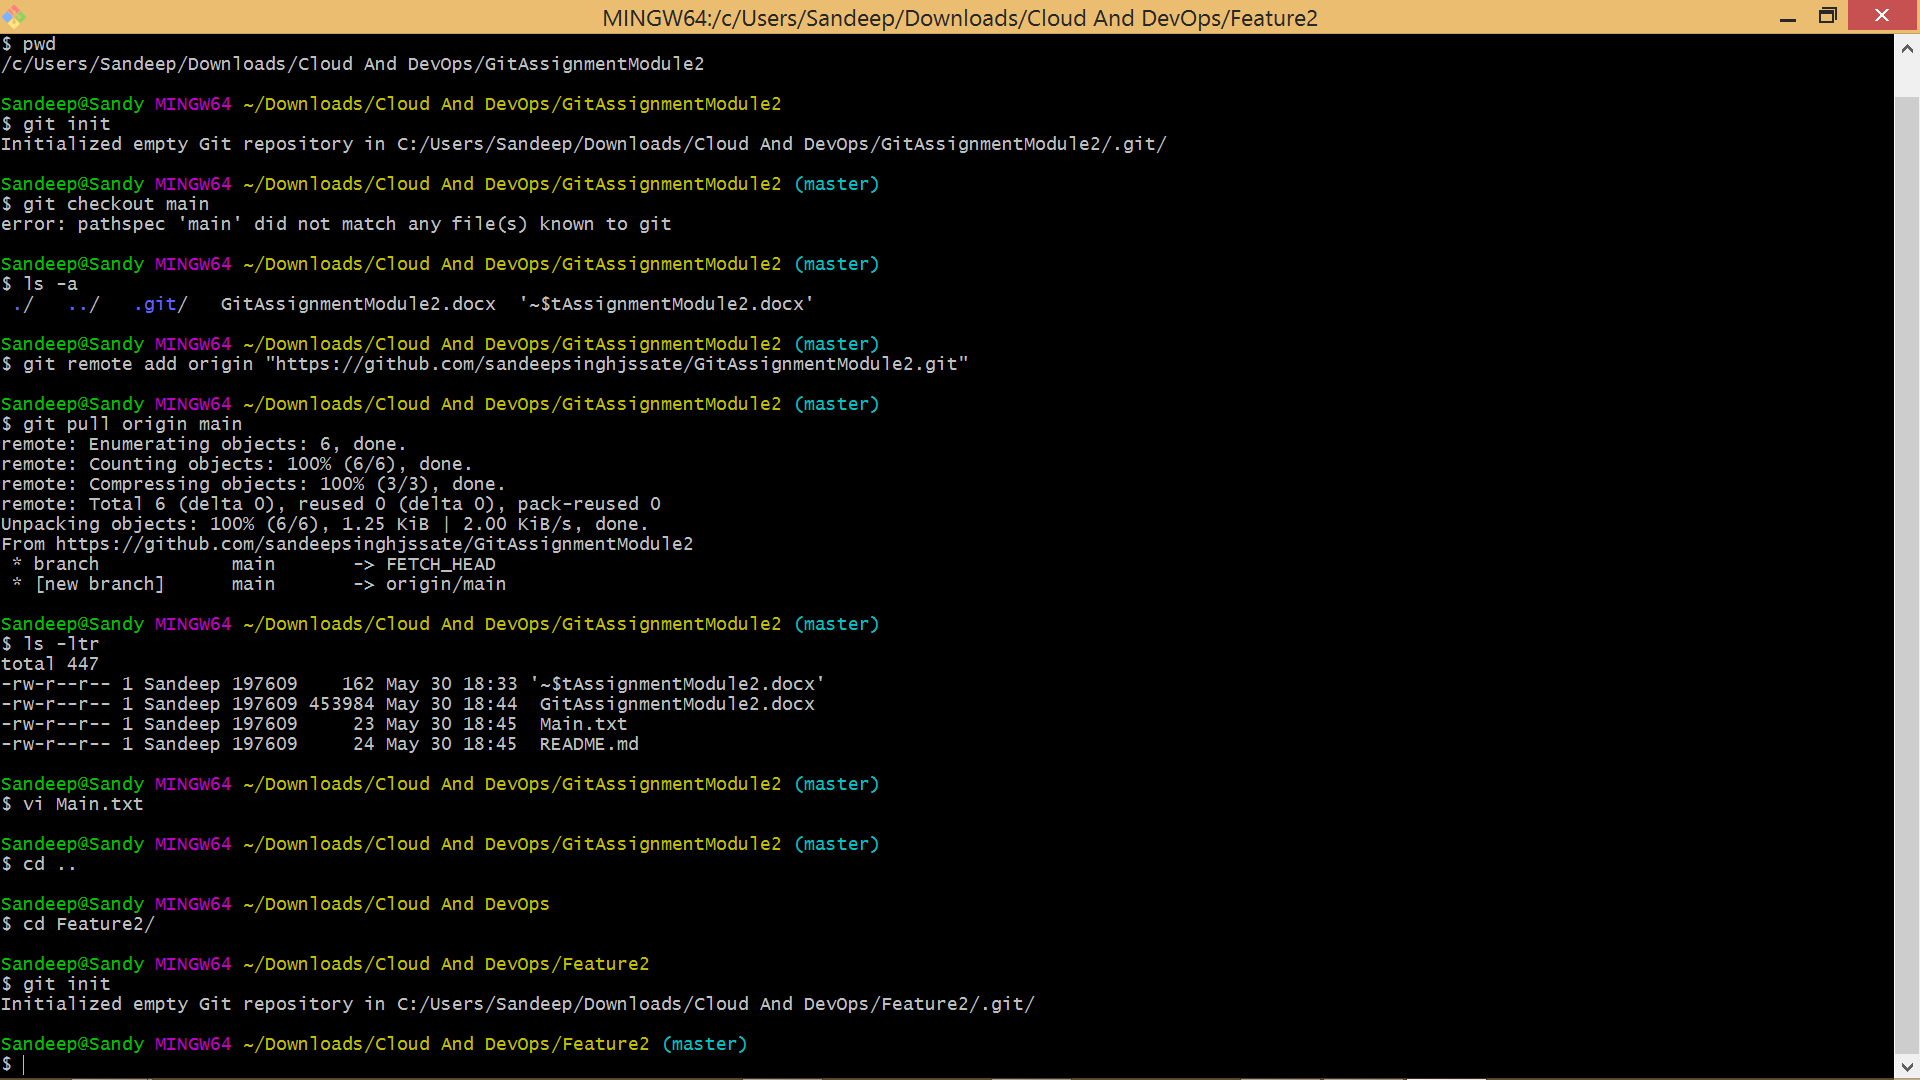 MINGW64:/c/Users/Sandeep/Downloads/Cloud And DevOps/Feature2
$ pwd
/c/Users/Sandeep/Downloads/Cloud And DevOps/GitAssignmentModule2
Sandeep@Sandy MINGW64 ~/Downloads/Cloud And DevOps/GitAssignmentModule2
$ git init
Initialized empty Git repository in C:/Users/Sandeep/Downloads/Cloud And DevOps/GitAssignmentModule2/.git/
Sandeep@Sandy MINGW64 ~/Downloads/Cloud And DevOps/GitAssignmentModule2 (master)
$ git checkout main
error: pathspec 'main' did not match any file(s) known to git
Sandeep@Sandy MINGW64 ~/Downloads/Cloud And DevOps/GitAssignmentModule2 (master)
$ ls -a
./   ../   .git/   GitAssignmentModule2.docx  '~$tAssignmentModule2.docx'
Sandeep@Sandy MINGW64 ~/Downloads/Cloud And DevOps/GitAssignmentModule2 (master)
$ git remote add origin "https://github.com/sandeepsinghjssate/GitAssignmentModule2.git"
Sandeep@Sandy MINGW64 ~/Downloads/Cloud And DevOps/GitAssignmentModule2 (master)
$ git pull origin main
remote: Enumerating objects: 6, done.
remote: Counting objects: 100% (6/6), done.
remote: Compressing objects: 100% (3/3), done.
remote: Total 6 (delta 0), reused 0 (delta 0), pack-reused 0
Unpacking objects: 100% (6/6), 1.25 KiB | 2.00 KiB/s, done.
From https://github.com/sandeepsinghjssate/GitAssignmentModule2
 * branch            main       -> FETCH_HEAD
 * [new branch]      main       -> origin/main
Sandeep@Sandy MINGW64 ~/Downloads/Cloud And DevOps/GitAssignmentModule2 (master)
$ ls -ltr
total 447
-rw-r--r-- 1 Sandeep 197609    162 May 30 18:33 '~$tAssignmentModule2.docx'
-rw-r--r-- 1 Sandeep 197609 453984 May 30 18:44  GitAssignmentModule2.docx
-rw-r--r-- 1 Sandeep 197609     23 May 30 18:45  Main.txt
-rw-r--r-- 1 Sandeep 197609     24 May 30 18:45  README.md
Sandeep@Sandy MINGW64 ~/Downloads/Cloud And DevOps/GitAssignmentModule2 (master)
$ vi Main.txt
Sandeep@Sandy MINGW64 ~/Downloads/Cloud And DevOps/GitAssignmentModule2 (master)
$ cd ..
Sandeep@Sandy MINGW64 ~/Downloads/Cloud And DevOps
$ cd Feature2/
Sandeep@Sandy MINGW64 ~/Downloads/Cloud And DevOps/Feature2
$ git init
Initialized empty Git repository in C:/Users/Sandeep/Downloads/Cloud And DevOps/Feature2/.git/
Sandeep@Sandy MINGW64 ~/Downloads/Cloud And DevOps/Feature2 (master)
$